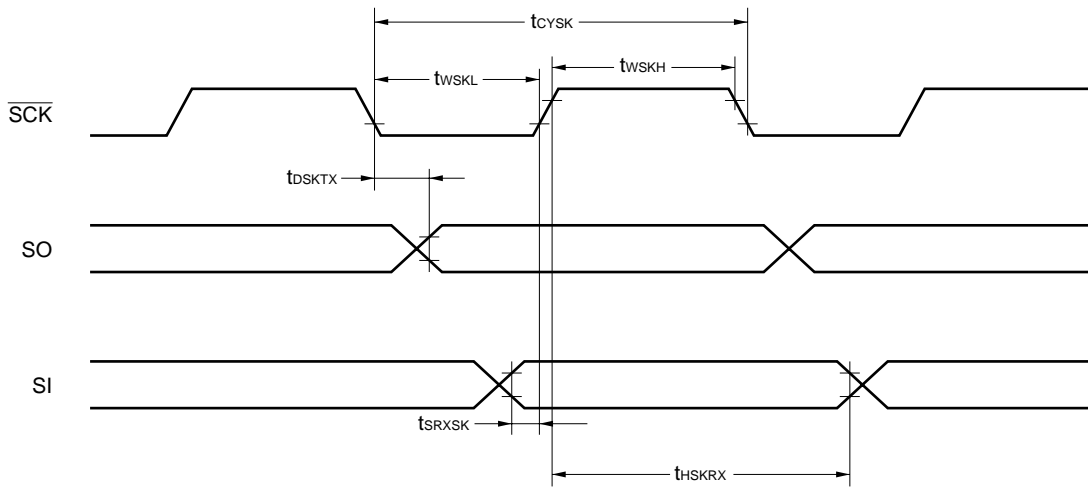 tCYSK
tWSKL
tWSKH
SCK
tDSKTX
SO
SI
tSRXSK
tHSKRX